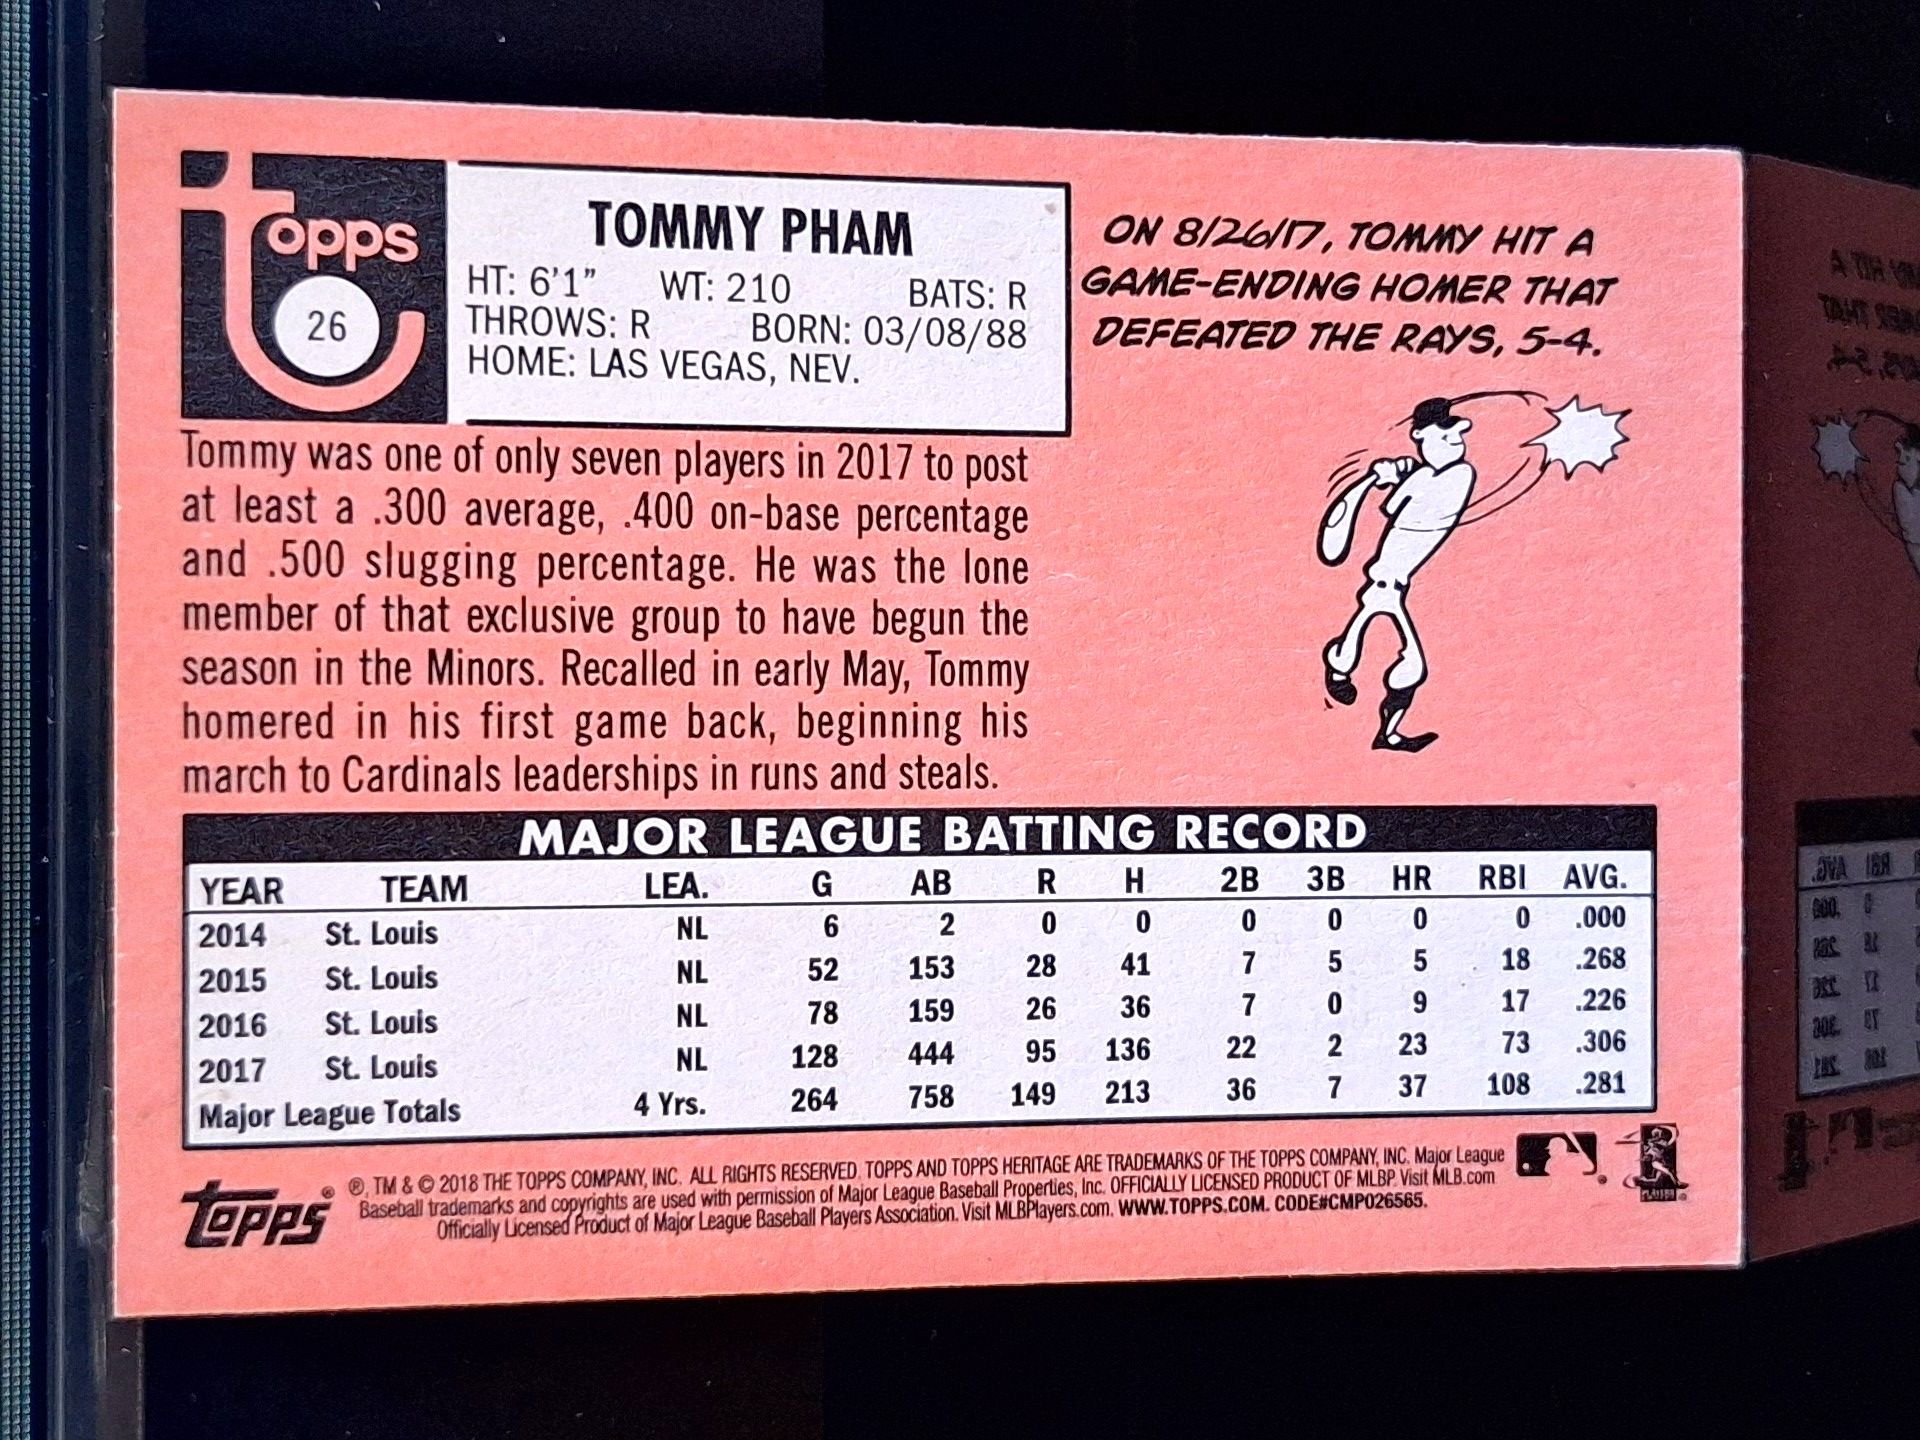 topps
26
TOMMY PHAM
HT: 6'1" WT: 210 BATS: R
THROWS: R BORN: 03/08/88
HOME: LAS VEGAS, NEV.
ON 8/26/17, TOMMY HIT A
GAME-ENDING HOMER THAT
DEFEATED THE RAYS, 5-4.
Tommy was one of only seven players in 2017 to post
at least a .300 average, .400 on-base percentage
and .500 slugging percentage. He was the lone
member of that exclusive group to have begun the
season in the Minors. Recalled in early May, Tommy
homered in his first game back, beginning his
march to Cardinals leaderships in runs and steals.
MAJOR LEAGUE BATTING RECORD
YEAR TEAM LEA. G AB R H 2B 3B HR RBI AVG.
2014 St. Louis NL 6 2 0 0 0 0 0 0 .000
2015 St. Louis NL 52 153 28 41 7 5 5 18 .268
2016 St. Louis NL 78 159 26 36 7 0 9 17 .226
2017 St. Louis NL 128 444 95 136 22 2 23 73 .306
Major League Totals 4 Yrs. 264 758 149 213 36 7 37 108 .281
TOPPS®
®, TM & © 2018 THE TOPPS COMPANY, INC. ALL RIGHTS RESERVED. TOPPS AND TOPPS HERITAGE ARE TRADEMARKS OF THE TOPPS COMPANY, INC. Major League
Baseball trademarks and copyrights are used with permission of Major League Baseball Properties, Inc. OFFICIALLY LICENSED PRODUCT OF MLBP. Visit MLB.com
Officially Licensed Product of Major League Baseball Players Association. Visit MLBPlayers.com. WWW.TOPPS.COM. CODE#CMP026565.